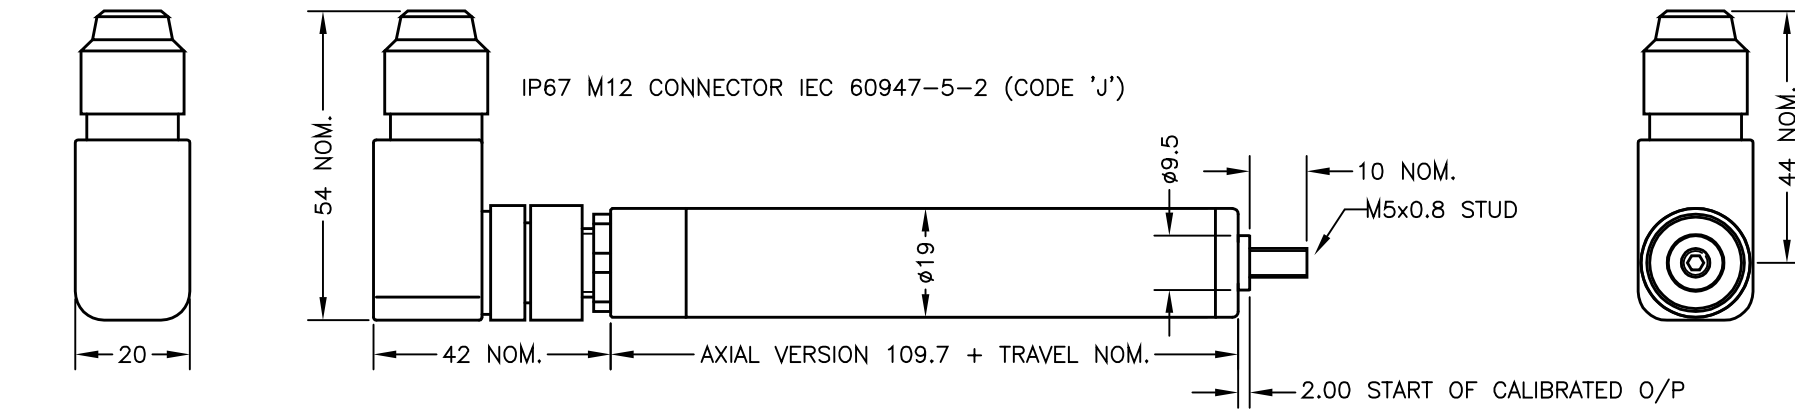 IP67 M12 CONNECTOR IEC 60947-5-2 (CODE 'J')
54 NOM.
44 NOM.
ø9.5
10 NOM.
M5x0.8 STUD
ø19
20
42 NOM.
AXIAL VERSION 109.7 + TRAVEL NOM.
2.00 START OF CALIBRATED O/P